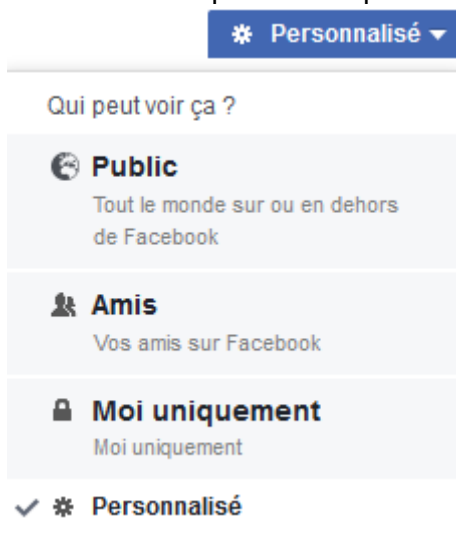 Personnalisé
Qui peut voir ça ?
Public
Tout le monde sur ou en dehors
de Facebook
Amis
Vos amis sur Facebook
Moi uniquement
Moi uniquement
Personnalisé